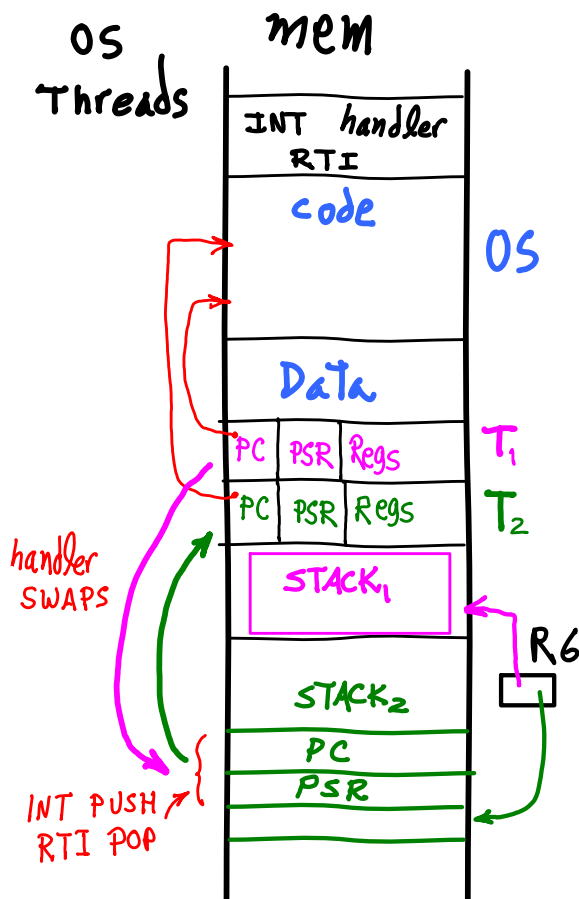 OS
Threads
mem
INT handler
RTI
code
OS
Data
PC PSR Regs
T1
PC PSR Regs
T2
handler
SWAPS
STACK1
R6
STACK2
PC
PSR
INT PUSH
RTI POP